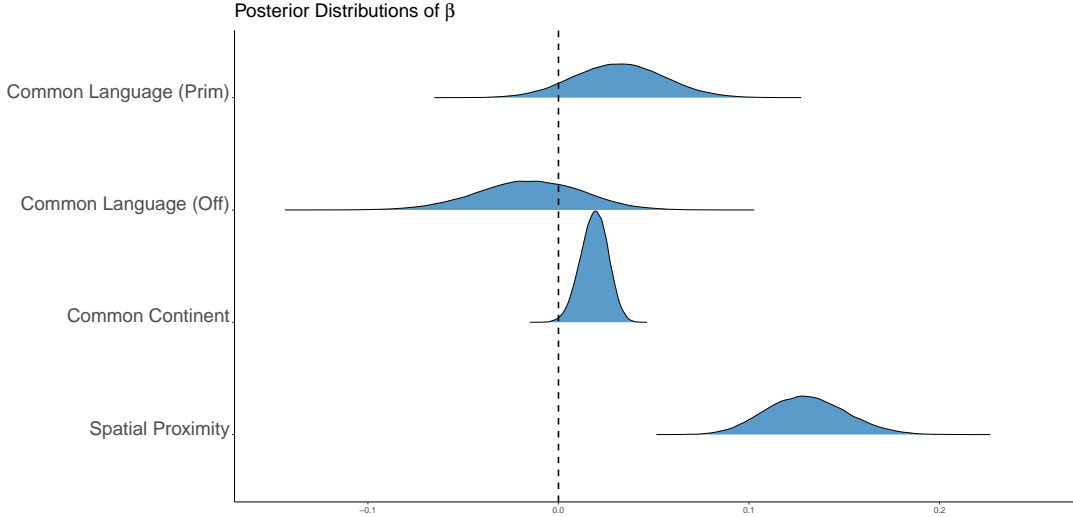 Posterior Distributions of β
Common Language (Prim)
Common Language (Off)
Common Continent
Spatial Proximity
−0.1 0.0 0.1 0.2